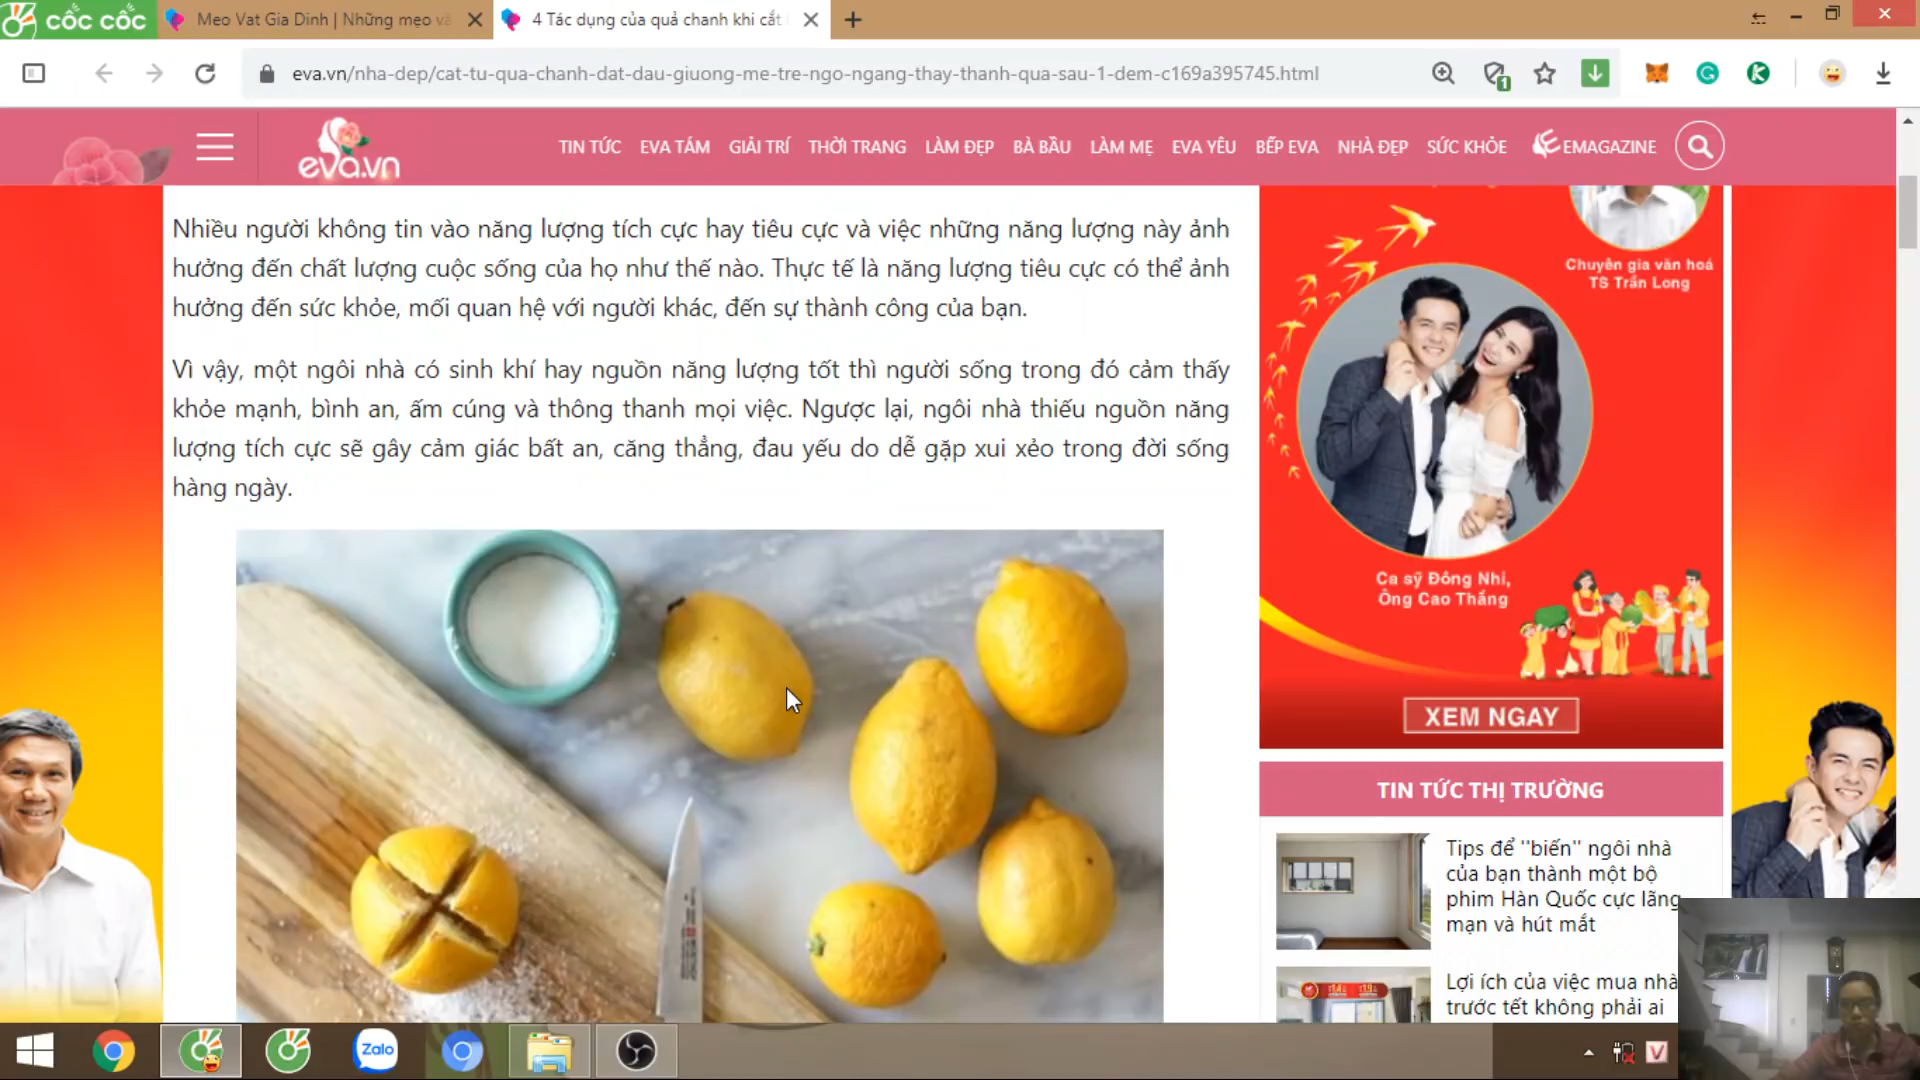 cốc cốc
Meo Vat Gia Dinh | Những mẹo vă
4 Tác dụng của quả chanh khi cắt
eva.vn/nha-dep/cat-tu-qua-chanh-dat-dau-giuong-me-tre-ngo-ngang-thay-thanh-qua-sau-1-dem-c169a395745.html
1
eva.vn
TIN TỨC EVA TÁM GIẢI TRÍ THỜI TRANG LÀM ĐẸP BÀ BẦU LÀM MẸ EVA YÊU BẾP EVA NHÀ ĐẸP SỨC KHỎE EMAGAZINE
Nhiều người không tin vào năng lượng tích cực hay tiêu cực và việc những năng lượng này ảnh
hưởng đến chất lượng cuộc sống của họ như thế nào. Thực tế là năng lượng tiêu cực có thể ảnh
hưởng đến sức khỏe, mối quan hệ với người khác, đến sự thành công của bạn.
Vì vậy, một ngôi nhà có sinh khí hay nguồn năng lượng tốt thì người sống trong đó cảm thấy
khỏe mạnh, bình an, ấm cúng và thông thanh mọi việc. Ngược lại, ngôi nhà thiếu nguồn năng
lượng tích cực sẽ gây cảm giác bất an, căng thẳng, đau yếu do dễ gặp xui xẻo trong đời sống
hàng ngày.
Chuyên gia văn hoá
TS Trần Long
Ca sỹ Đông Nhi,
Ông Cao Thắng
XEM NGAY
TIN TỨC THỊ TRƯỜNG
Tips để "biến" ngôi nhà
của bạn thành một bộ
phim Hàn Quốc cực lãng
mạn và hút mắt
Lợi ích của việc mua nhà
trước tết không phải ai
Zalo
V